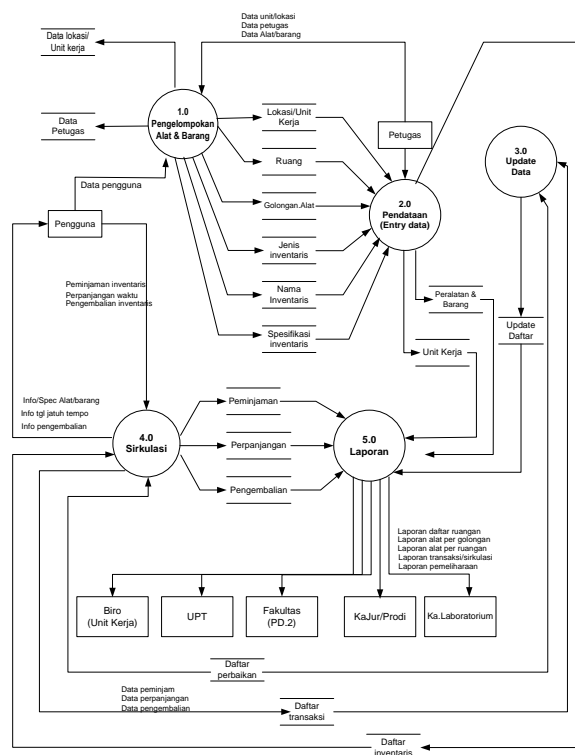 Data unit/lokasi
Data petugas
Data Alat/barang
Data lokasi/
Unit kerja
1.0
Pengelompokan
Alat & Barang
Data
Petugas
Lokasi/Unit
Kerja
Petugas
3.0
Update
Data
Ruang
Data pengguna
2.0
Pendataan
(Entry data)
Golongan.Alat
Pengguna
Jenis
inventaris
Peminjaman inventaris
Perpanjangan waktu
Pengembalian inventaris
Nama
Inventaris
Peralatan &
Barang
Spesifikasi
inventaris
Update
Daftar
Unit Kerja
Info/Spec Alat/barang
Info tgl jatuh tempo
Info pengembalian
Peminjaman
4.0
Sirkulasi
Perpanjangan
5.0
Laporan
Pengembalian
Laporan daftar ruangan
Laporan alat per golongan
Laporan alat per ruangan
Laporan transaksi/sirkulasi
Laporan pemeliharaan
Biro
(Unit Kerja)
UPT
Fakultas
(PD.2)
KaJur/Prodi
Ka.Laboratorium
Daftar
perbaikan
Data peminjam
Data perpanjangan
Data pengembalian
Daftar
transaksi
Daftar
inventaris